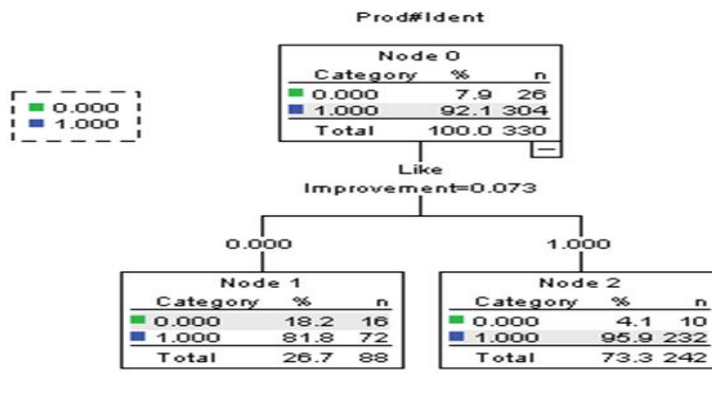 Prod#Ident
Node 0
Category % n
0.000 7.9 26
1.000 92.1 304
Total 100.0 330
0.000
1.000
Like
Improvement=0.073
0.000 1.000
Node 1
Category % n
0.000 18.2 16
1.000 81.8 72
Total 26.7 88
Node 2
Category % n
0.000 4.1 10
1.000 95.9 232
Total 73.3 242